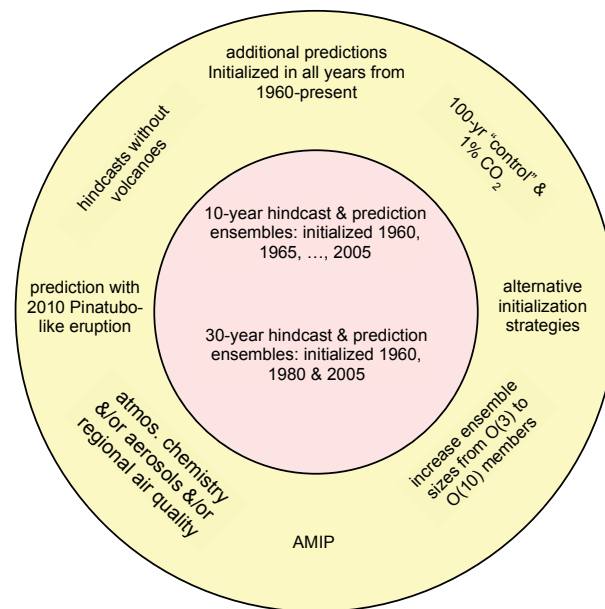 additional predictions
Initialized in all years from
1960-present
hindcasts without
volcanoes
100-yr “control” &
1% CO2
10-year hindcast & prediction
ensembles: initialized 1960,
1965, …, 2005
prediction with
2010 Pinatubo-
like eruption
alternative
initialization
strategies
30-year hindcast & prediction
ensembles: initialized 1960,
1980 & 2005
atmos. chemistry
&/or aerosols &/or
regional air quality
increase ensemble
sizes from O(3) to
O(10) members
AMIP